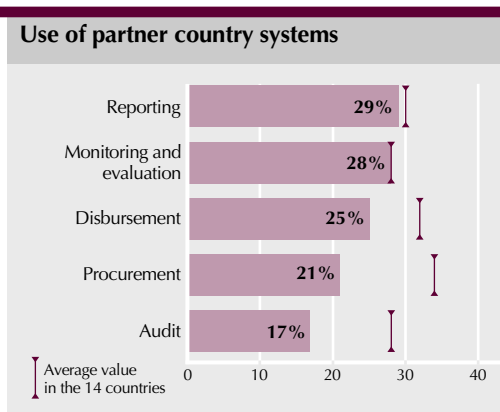 Use of partner country systems
Reporting
29%
Monitoring and
evaluation
28%
Disbursement
25%
Procurement
21%
Audit
17%
Average value
in the 14 countries
0 10 20 30 40